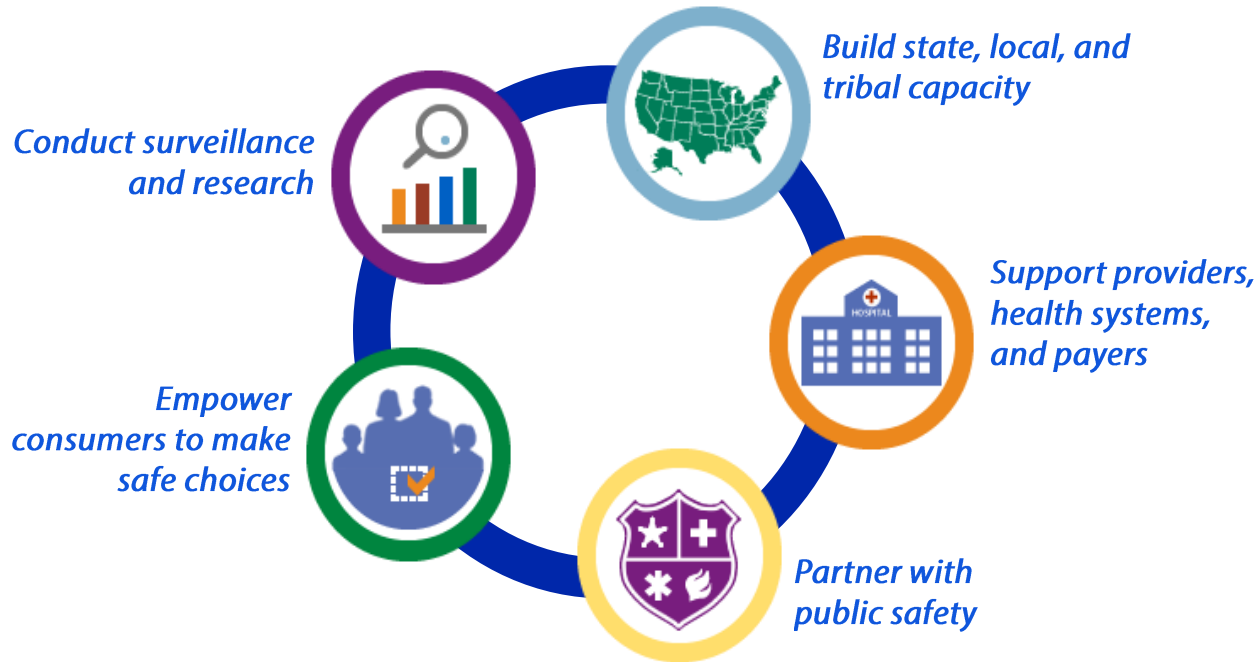 Build state, local, and
tribal capacity
Conduct surveillance
and research
Support providers,
health systems,
and payers
HOSPITAL
Empower
consumers to make
safe choices
Partner with
public safety